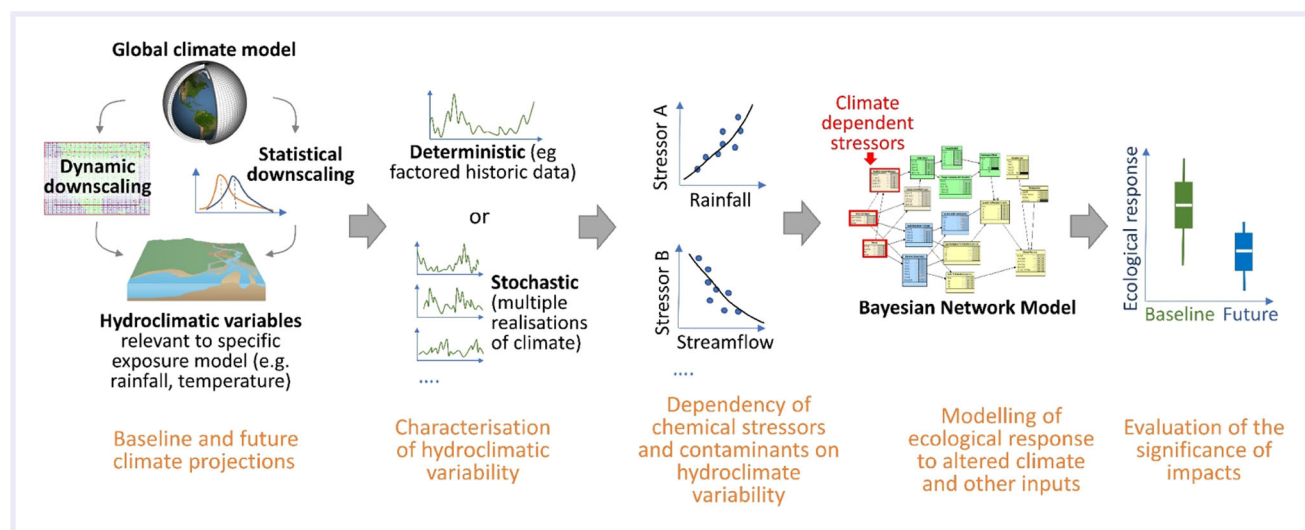 Global climate model
Dynamic
downscaling
Statistical
downscaling
Hydroclimatic variables
relevant to specific
exposure model (e.g.
rainfall, temperature)
Baseline and future
climate projections
Deterministic (eg
factored historic data)
or
Stochastic
(multiple
realisations
of climate)
....
Characterisation
of hydroclimatic
variability
Stressor A
Rainfall
Stressor B
Streamflow
....
Dependency of
chemical stressors
and contaminants on
hydroclimate
variability
Climate
dependent
stressors
Bayesian Network Model
Modelling of
ecological response
to altered climate
and other inputs
Ecological response
Baseline Future
Evaluation of the
significance of
impacts